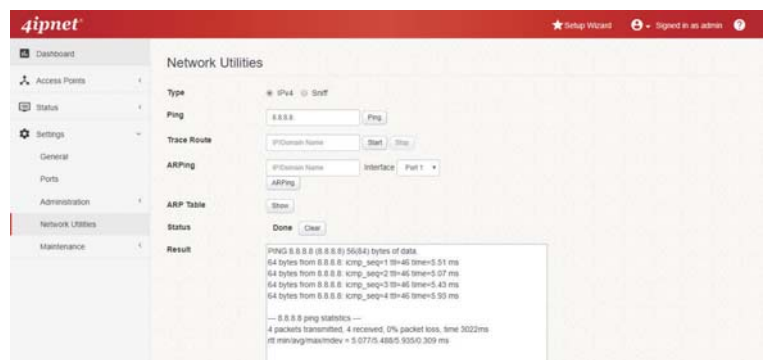 4ipnet
Setup Wizard
Signed in as admin
?
Dashboard
Access Points
Status
Settings
General
Ports
Administration
Network Utilities
Maintenance
Network Utilities
Type IPv4 Sniff
Ping 8.8.8.8 Ping
Trace Route IP/Domain Name Start Stop
ARPing IP/Domain Name Interface Port 1
ARPing
ARP Table Show
Status Done Clear
Result
PING 8.8.8.8 (8.8.8.8) 56(84) bytes of data.
64 bytes from 8.8.8.8: icmp_seq=1 ttl=46 time=5.51 ms
64 bytes from 8.8.8.8: icmp_seq=2 ttl=46 time=5.07 ms
64 bytes from 8.8.8.8: icmp_seq=3 ttl=46 time=5.43 ms
64 bytes from 8.8.8.8: icmp_seq=4 ttl=46 time=5.93 ms
--- 8.8.8.8 ping statistics ---
4 packets transmitted, 4 received, 0% packet loss, time 3022ms
rtt min/avg/max/mdev = 5.077/5.488/5.935/0.309 ms